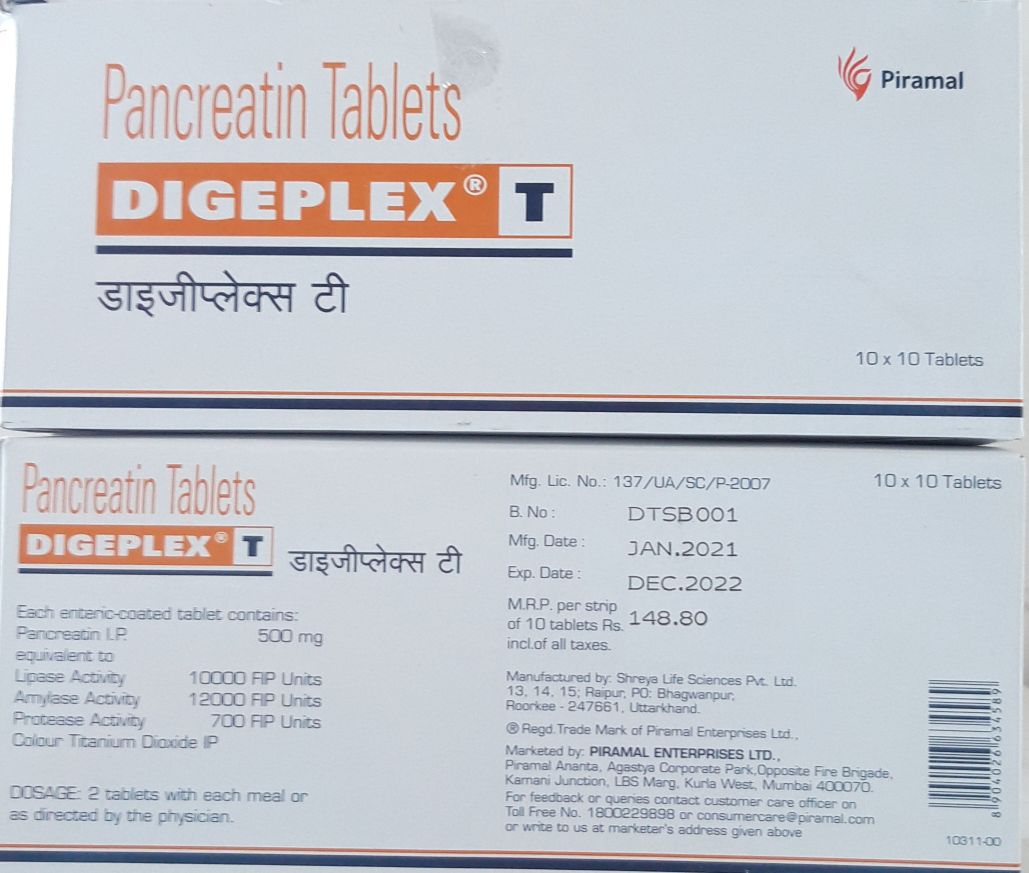 Pancreatin Tablets
Piramal
DIGEPLEX® T
डाइजीप्लेक्स टी
10 x 10 Tablets
Pancreatin Tablets
DIGEPLEX® T
डाइजीप्लेक्स टी
Each enteric-coated tablet contains:
Pancreatin I.P. 500 mg
equivalent to
Lipase Activity 10000 FIP Units
Amylase Activity 12000 FIP Units
Protease Activity 700 FIP Units
Colour Titanium Dioxide IP
DOSAGE: 2 tablets with each meal or
as directed by the physician.
Mfg. Lic. No.: 137/UA/SC/P-2007
10 x 10 Tablets
B. No : DTSB001
Mfg. Date : JAN.2021
Exp. Date : DEC.2022
M.R.P. per strip
of 10 tablets Rs. 148.80
incl.of all taxes.
Manufactured by: Shreya Life Sciences Pvt. Ltd.
13, 14, 15; Raipur, PO: Bhagwanpur,
Roorkee - 247661, Uttarkhand.
® Regd. Trade Mark of Piramal Enterprises Ltd.,
Marketed by: PIRAMAL ENTERPRISES LTD.,
Piramal Ananta, Agastya Corporate Park,Opposite Fire Brigade,
Kamani Junction, LBS Marg, Kurla West, Mumbai 400070.
For feedback or queries contact customer care officer on
Toll Free No. 1800229898 or consumercare@piramal.com
or write to us at marketer's address given above
8904026634589
10311-00